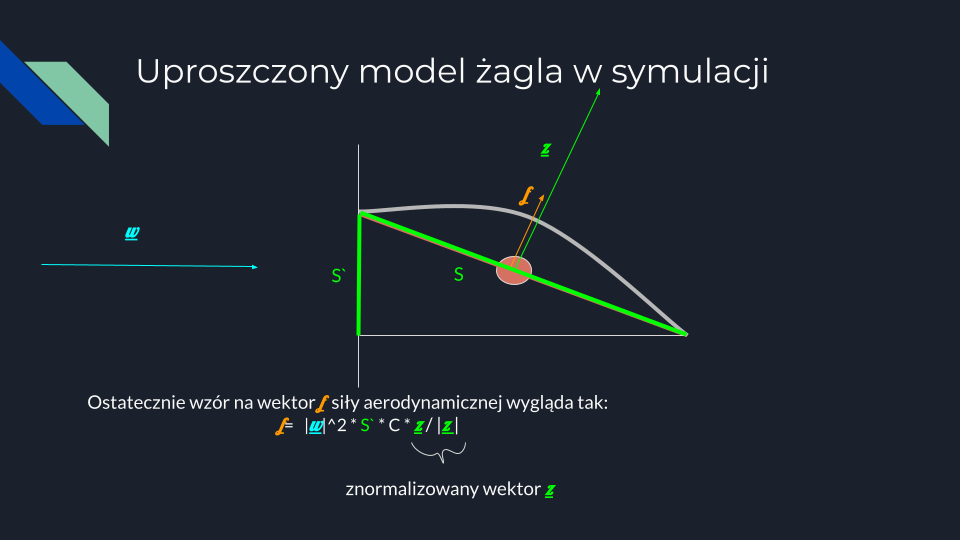 Uproszczony model żagla w symulacji
z
f
w
S`
S
Ostatecznie wzór na wektor f siły aerodynamicznej wygląda tak:
f= |w|^2 * S` * C * z / |z|
znormalizowany wektor z